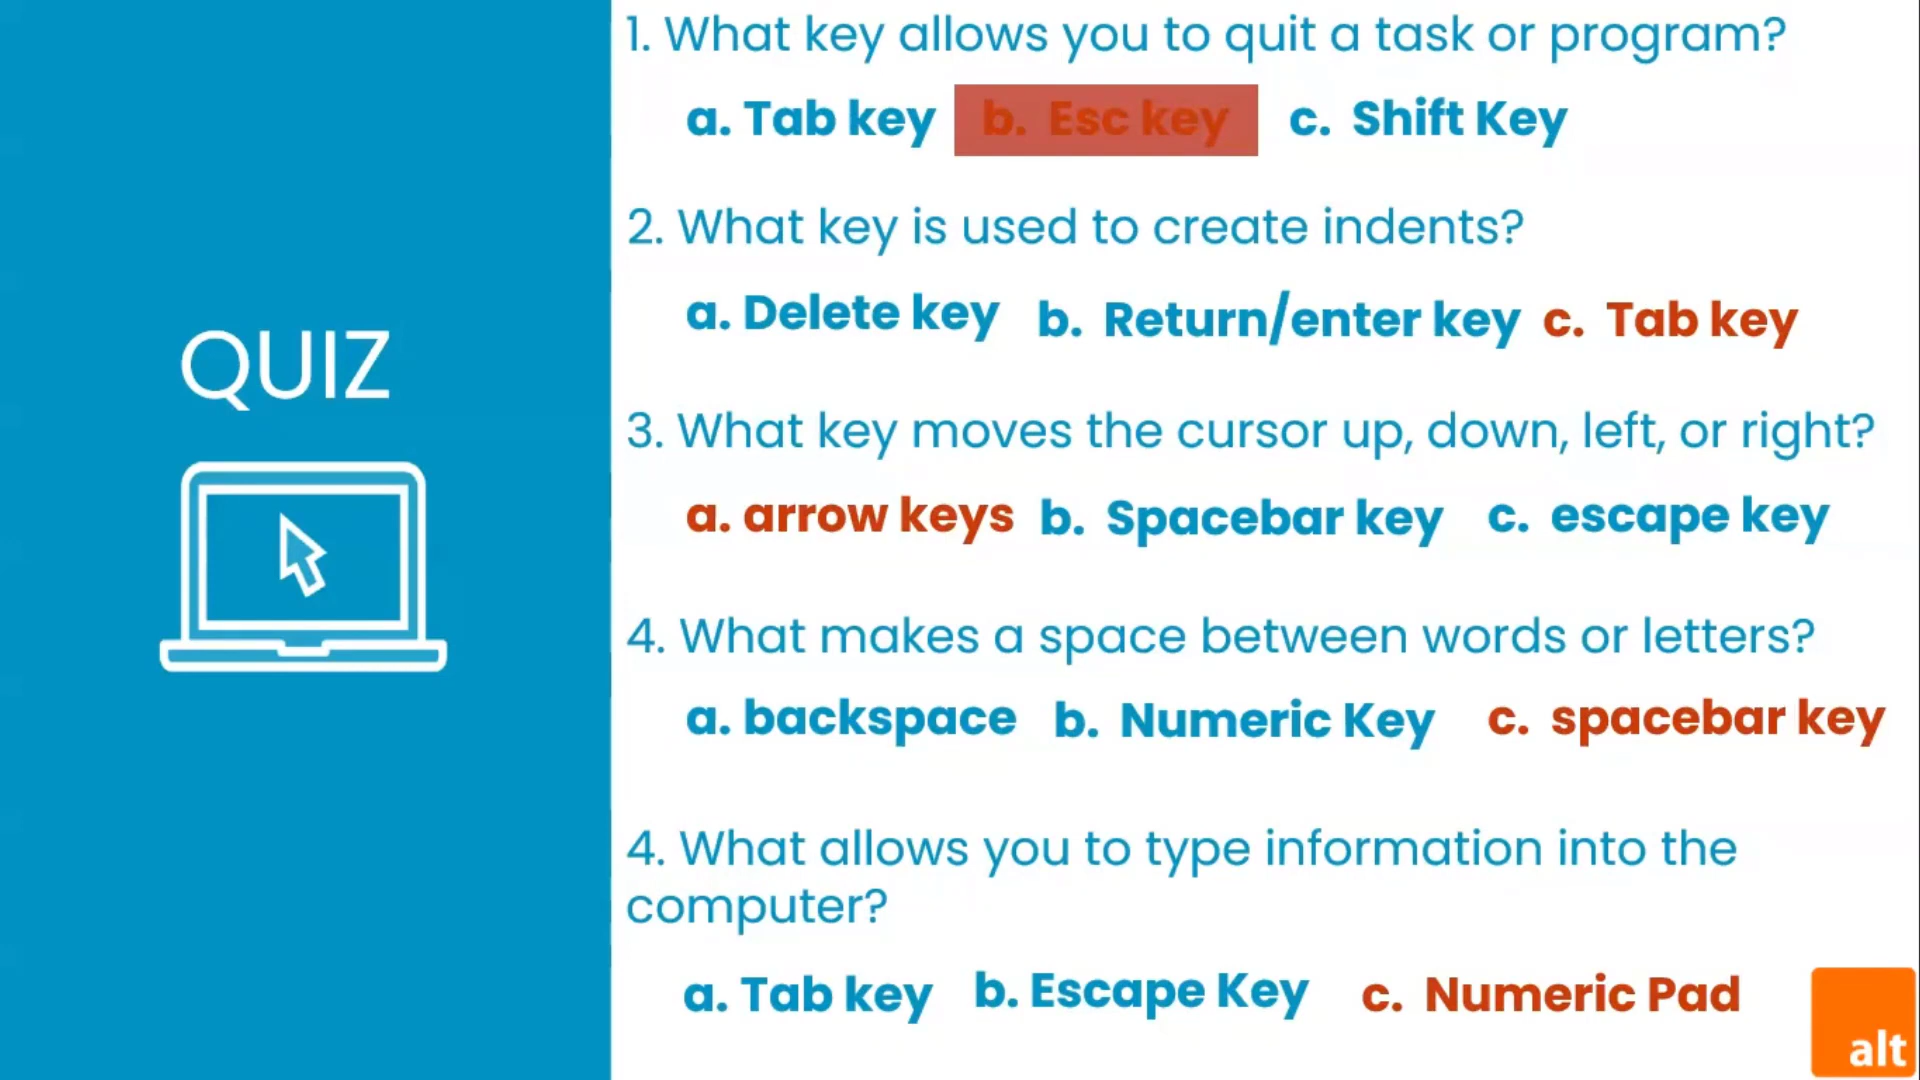 QUIZ
1. What key allows you to quit a task or program?
a. Tab key b. Esc key c. Shift Key
2. What key is used to create indents?
a. Delete key b. Return/enter key c. Tab key
3. What key moves the cursor up, down, left, or right?
a. arrow keys b. Spacebar key c. escape key
4. What makes a space between words or letters?
a. backspace b. Numeric Key c. spacebar key
4. What allows you to type information into the
computer?
a. Tab key b. Escape Key c. Numeric Pad
alt